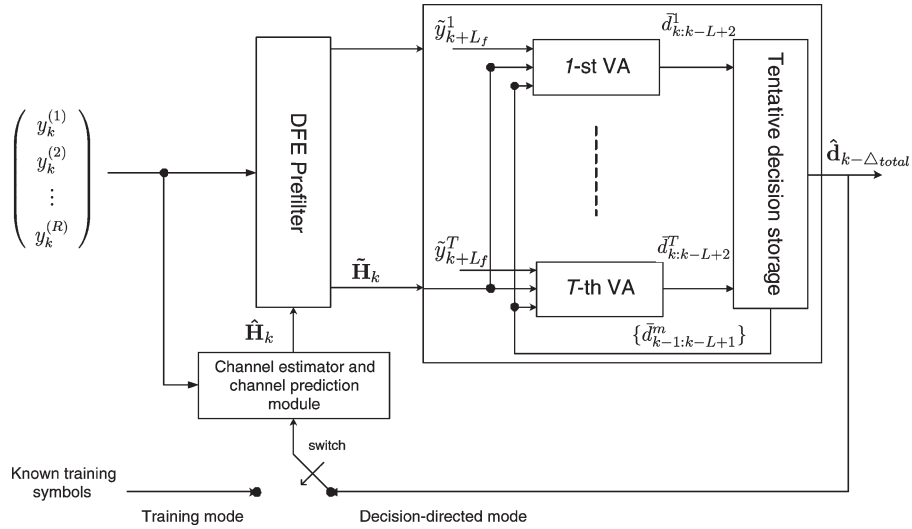 ỹ^1_{k+L_f}
d̄^1_{k:k-L+2}
1-st VA
Tentative decision storage
DFE Prefilter
y_k^{(1)}
y_k^{(2)}
⋮
y_k^{(R)}
d̂_{k-△_{total}}
ỹ^T_{k+L_f}
d̄^T_{k:k-L+2}
H̃_k
T-th VA
Ĥ_k
{d̄^m_{k-1:k-L+1}}
Channel estimator and
channel prediction
module
switch
Known training
symbols
Training mode
Decision-directed mode